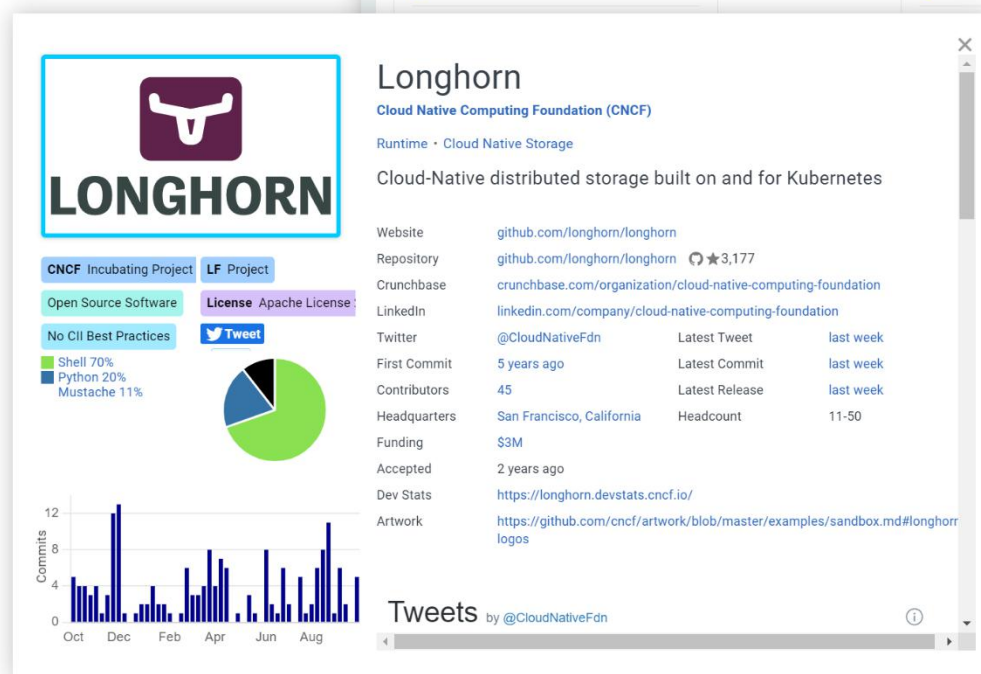 LONGHORN
CNCF Incubating Project
LF Project
Open Source Software
License Apache License
No CII Best Practices
Tweet
Shell 70%
Python 20%
Mustache 11%
Commits
12
8
4
0
Oct Dec Feb Apr Jun Aug
Longhorn
Cloud Native Computing Foundation (CNCF)
Runtime • Cloud Native Storage
Cloud-Native distributed storage built on and for Kubernetes
Website github.com/longhorn/longhorn
Repository github.com/longhorn/longhorn ★3,177
Crunchbase crunchbase.com/organization/cloud-native-computing-foundation
LinkedIn linkedin.com/company/cloud-native-computing-foundation
Twitter @CloudNativeFdn Latest Tweet last week
First Commit 5 years ago Latest Commit last week
Contributors 45 Latest Release last week
Headquarters San Francisco, California Headcount 11-50
Funding $3M
Accepted 2 years ago
Dev Stats https://longhorn.devstats.cncf.io/
Artwork https://github.com/cncf/artwork/blob/master/examples/sandbox.md#longhorn
logos
Tweets by @CloudNativeFdn